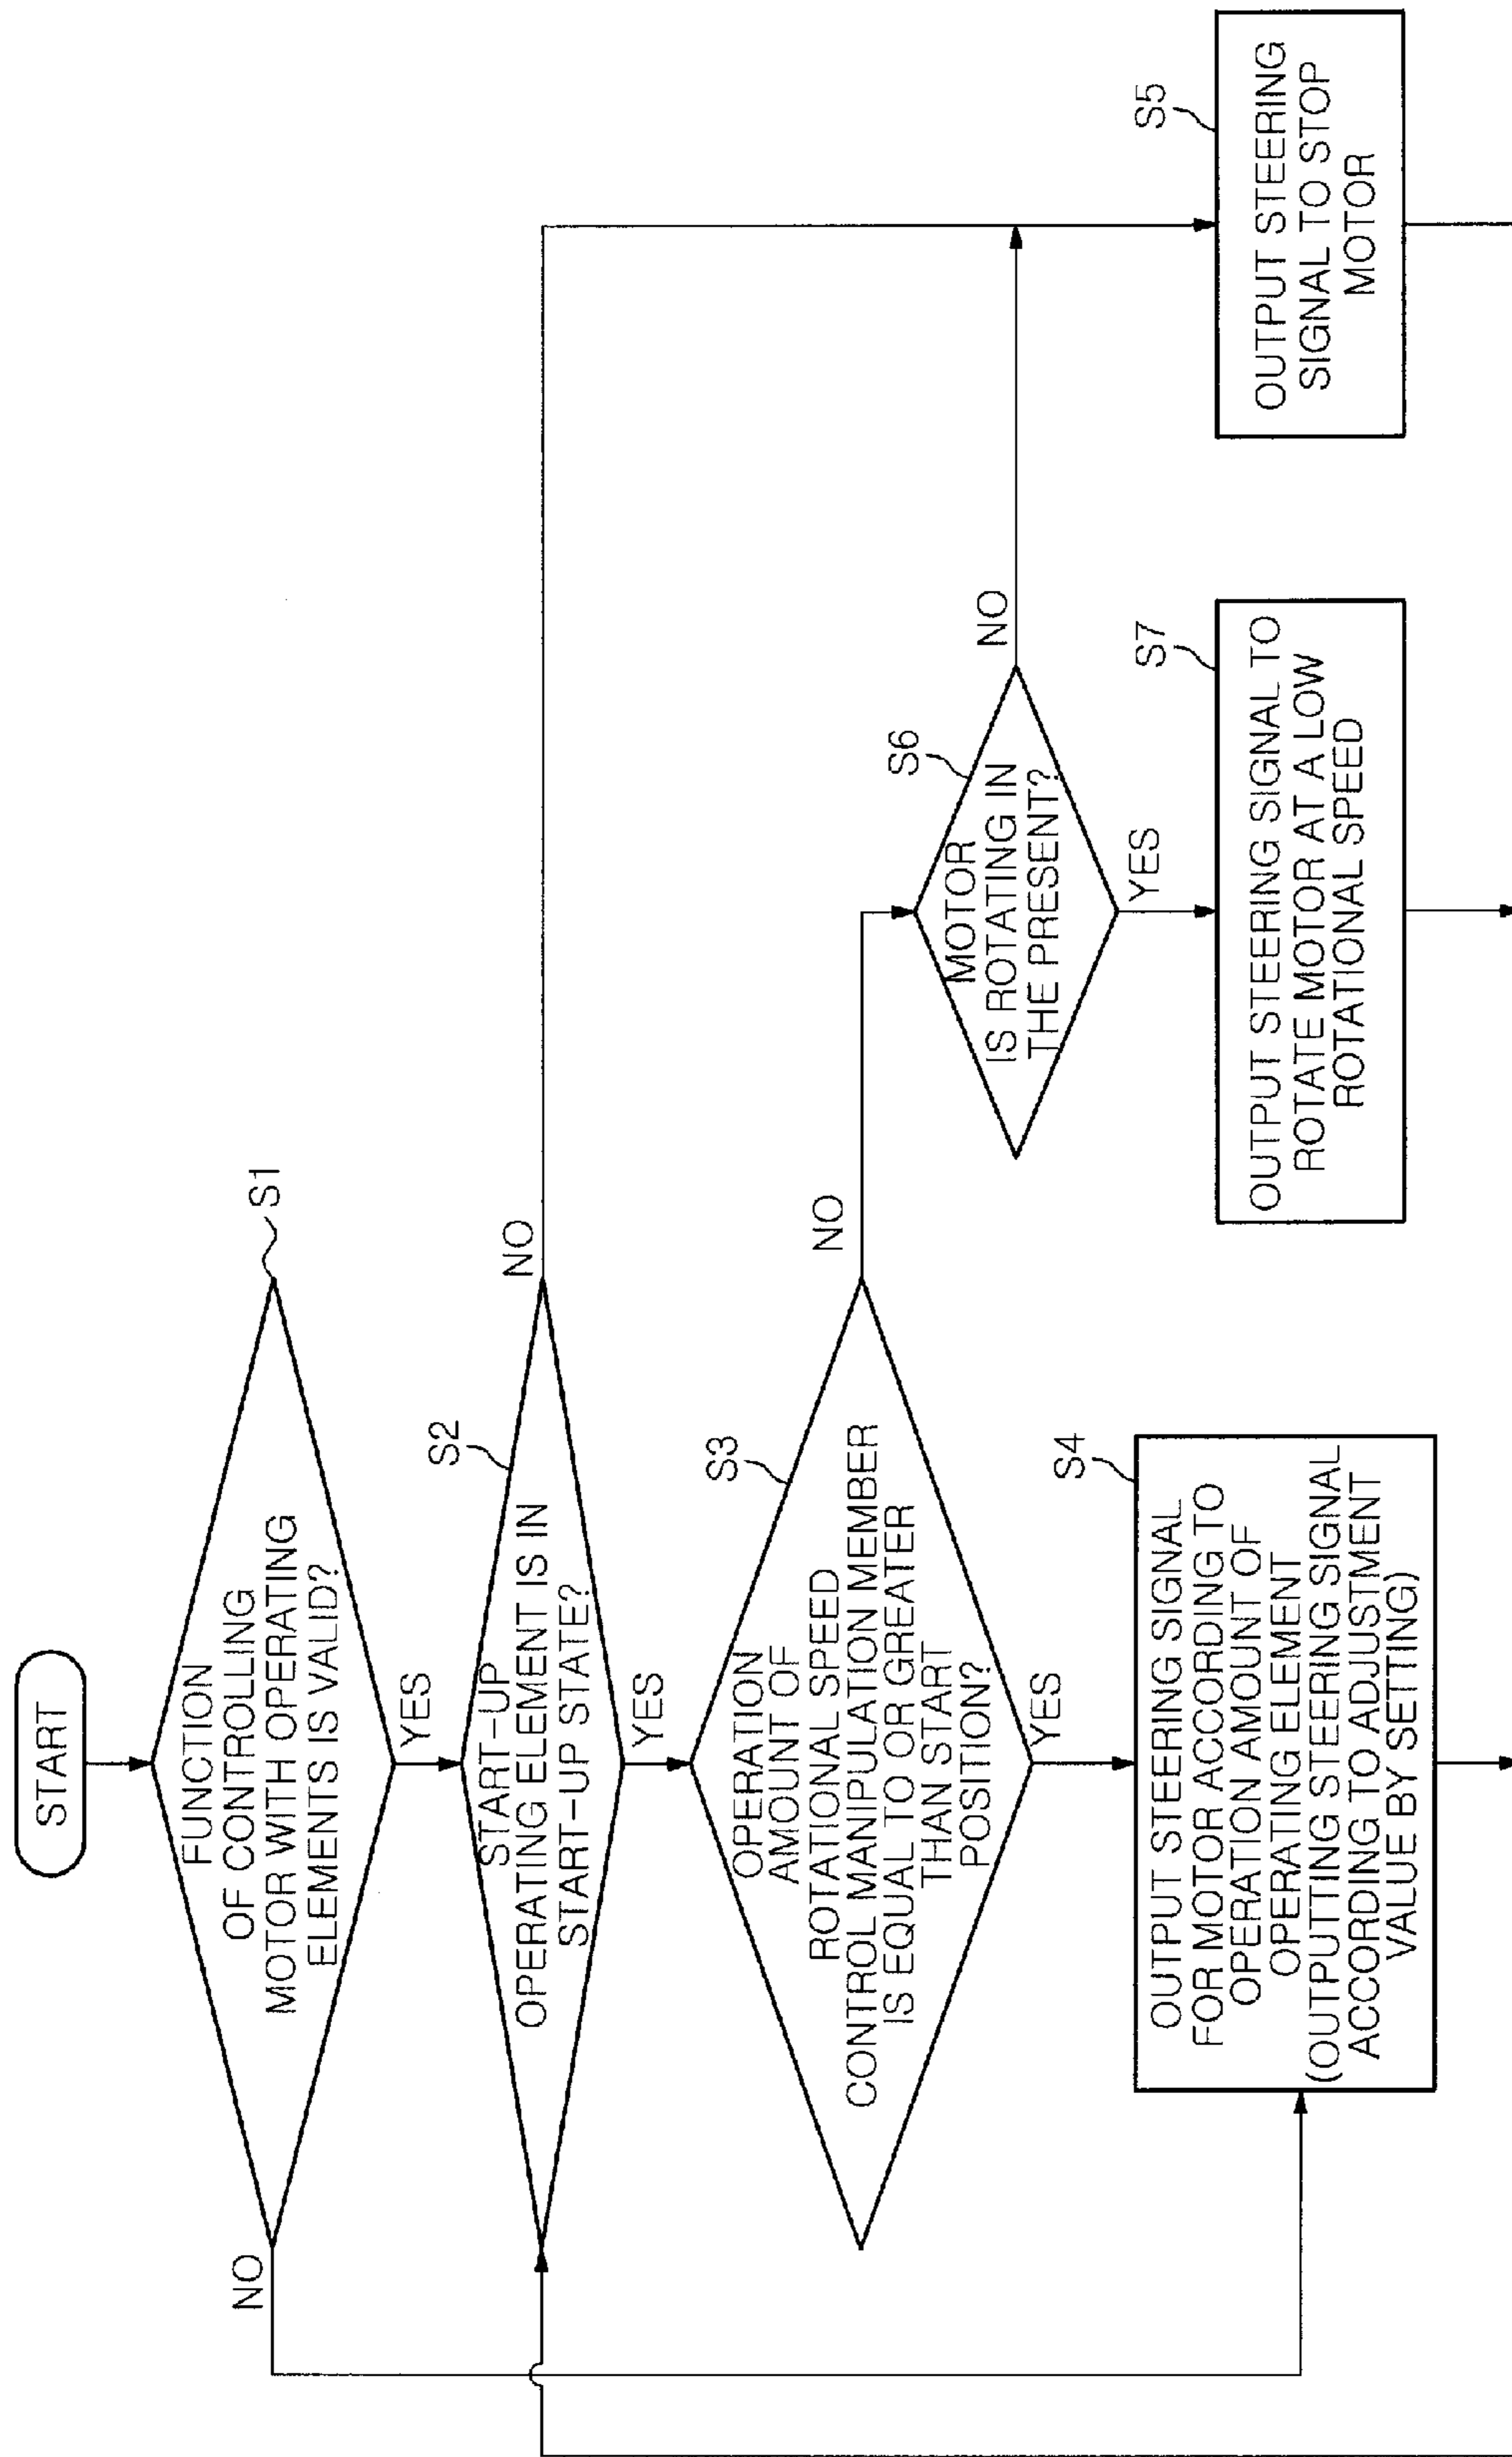 START
S1
FUNCTION
OF CONTROLLING
MOTOR WITH OPERATING
ELEMENTS IS VALID?
NO
YES
S2
START-UP
OPERATING ELEMENT IS IN
START-UP STATE?
NO
YES
S3
OPERATION
AMOUNT OF
ROTATIONAL SPEED
CONTROL MANIPULATION MEMBER
IS EQUAL TO OR GREATER
THAN START
POSITION?
NO
YES
S6
MOTOR
IS ROTATING IN
THE PRESENT?
NO
YES
S4
OUTPUT STEERING SIGNAL
FOR MOTOR ACCORDING TO
OPERATION AMOUNT OF
OPERATING ELEMENT
(OUTPUTTING STEERING SIGNAL
ACCORDING TO ADJUSTMENT
VALUE BY SETTING)
S7
OUTPUT STEERING SIGNAL TO
ROTATE MOTOR AT A LOW
ROTATIONAL SPEED
S5
OUTPUT STEERING
SIGNAL TO STOP
MOTOR